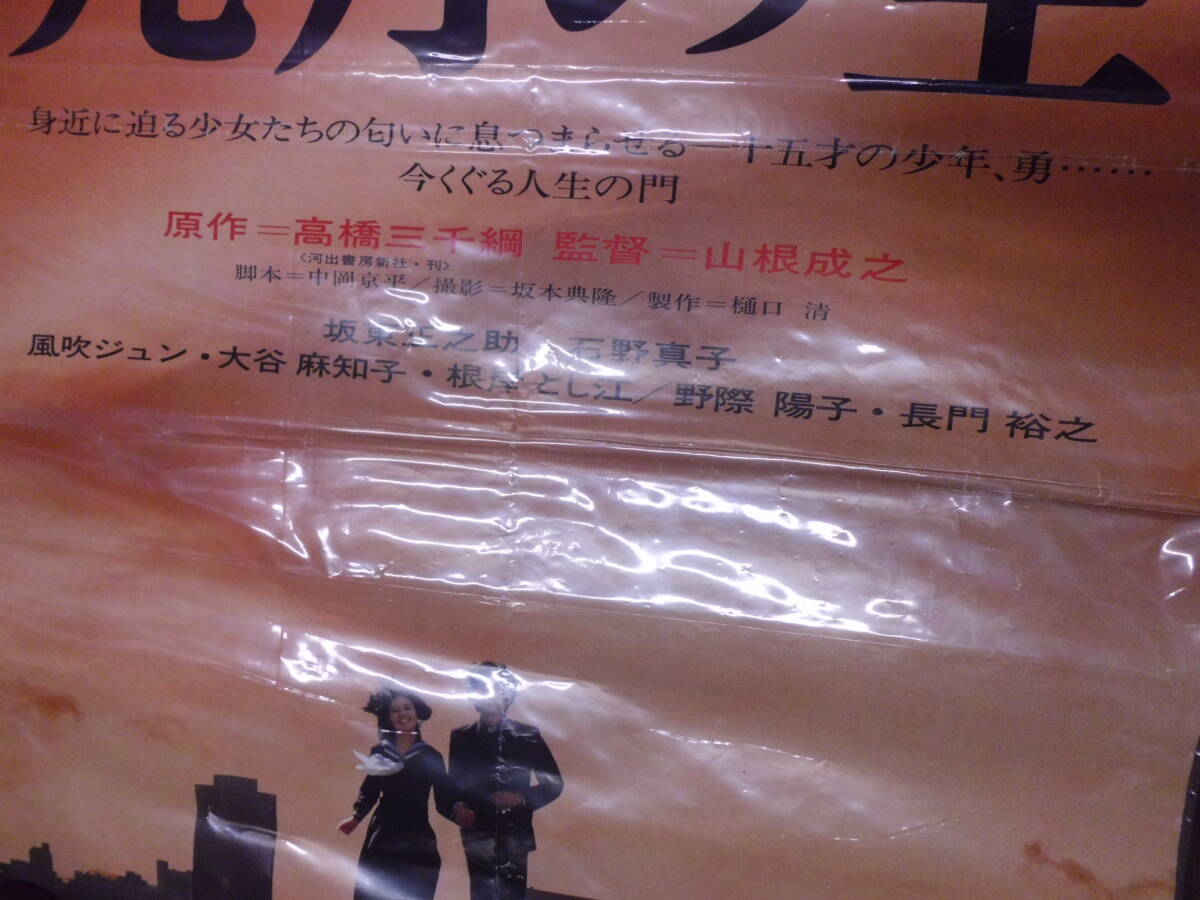 九月の空
身近に迫る少女たちの匂いに息つまらせる—十五才の少年、勇……
今くぐる人生の門
原作=高橋三千綱 監督=山根成之
〈河出書房新社・刊〉
脚本=中岡京平/撮影=坂本典隆/製作=樋口 清
坂東正之助 石野真子
風吹ジュン・大谷 麻知子・根岸とし江/野際 陽子・長門 裕之